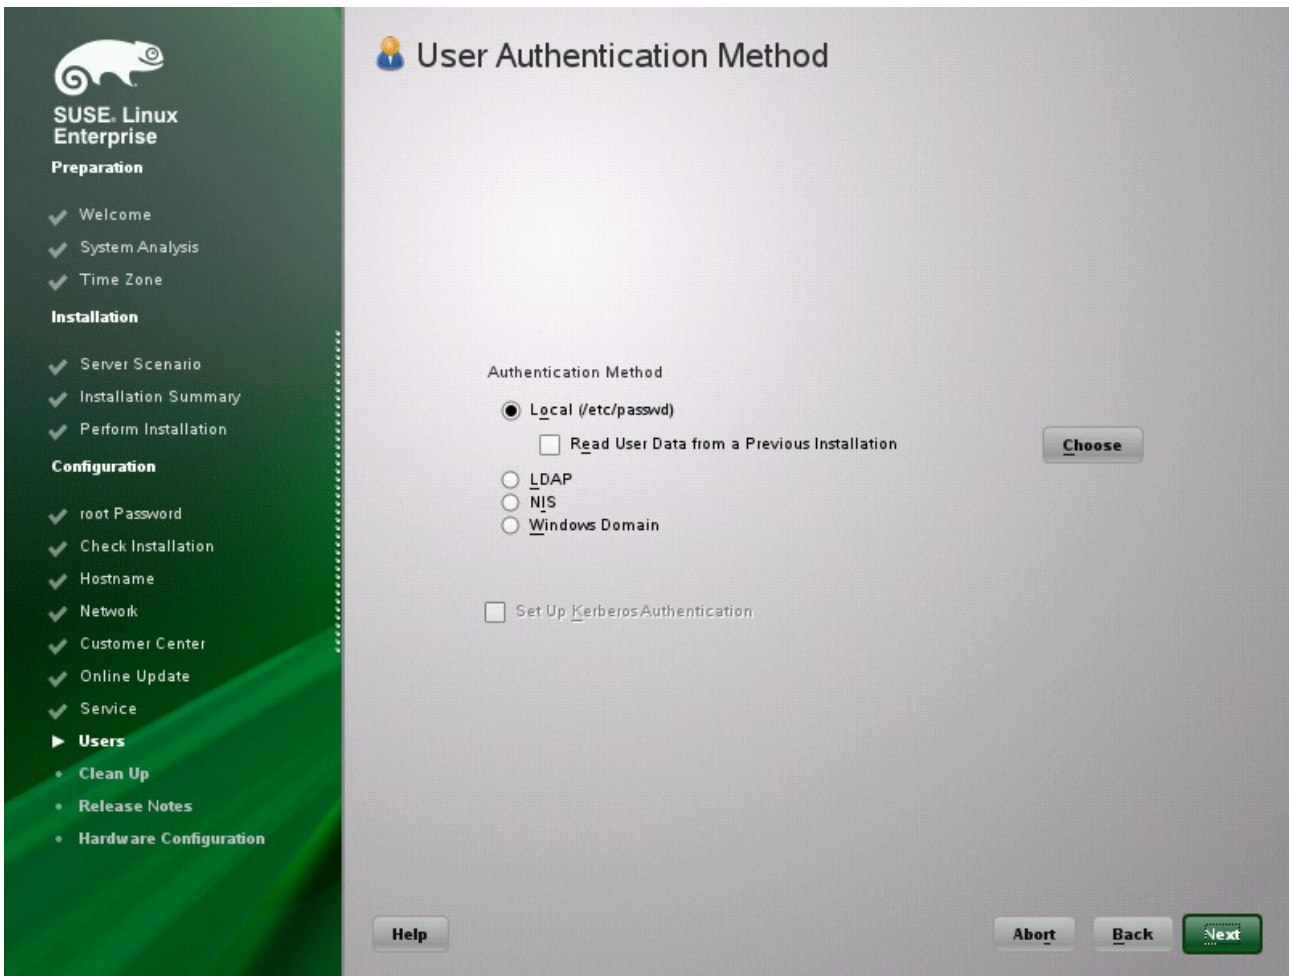 SUSE. Linux
Enterprise
Preparation
Welcome
System Analysis
Time Zone
Installation
Server Scenario
Installation Summary
Perform Installation
Configuration
root Password
Check Installation
Hostname
Network
Customer Center
Online Update
Service
Users
Clean Up
Release Notes
Hardware Configuration
User Authentication Method
Authentication Method
Local (/etc/passwd)
Read User Data from a Previous Installation
Choose
LDAP
NIS
Windows Domain
Set Up Kerberos Authentication
Help
Abort
Back
Next